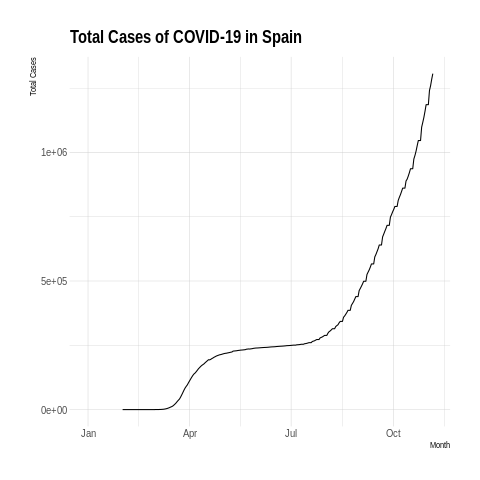 Total Cases of COVID-19 in Spain
Total Cases
1e+06
5e+05
0e+00
Jan Apr Jul Oct
Month